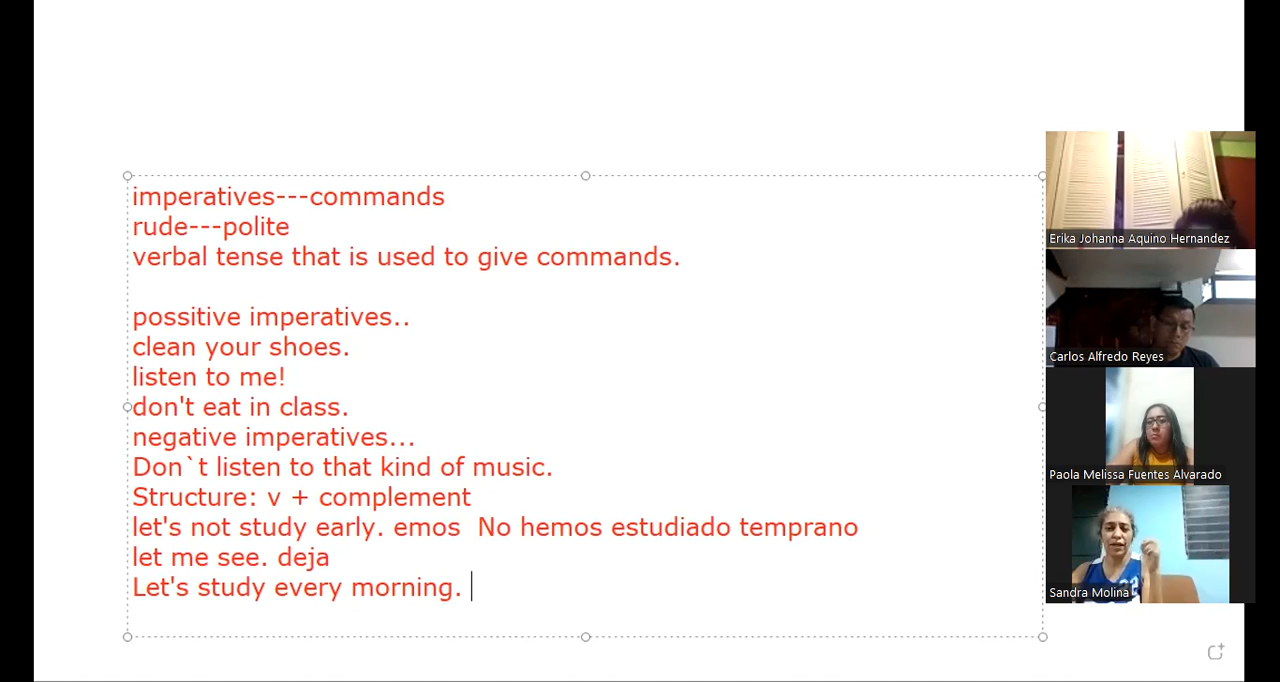 imperatives---commands
rude---polite
verbal tense that is used to give commands.
possitive imperatives..
clean your shoes.
listen to me!
don't eat in class.
negative imperatives...
Don`t listen to that kind of music.
Structure: v + complement
let's not study early. emos  No hemos estudiado temprano
let me see. deja
Let's study every morning.
Erika Johanna Aquino Hernandez
Carlos Alfredo Reyes
Paola Melissa Fuentes Alvarado
Sandra Molina